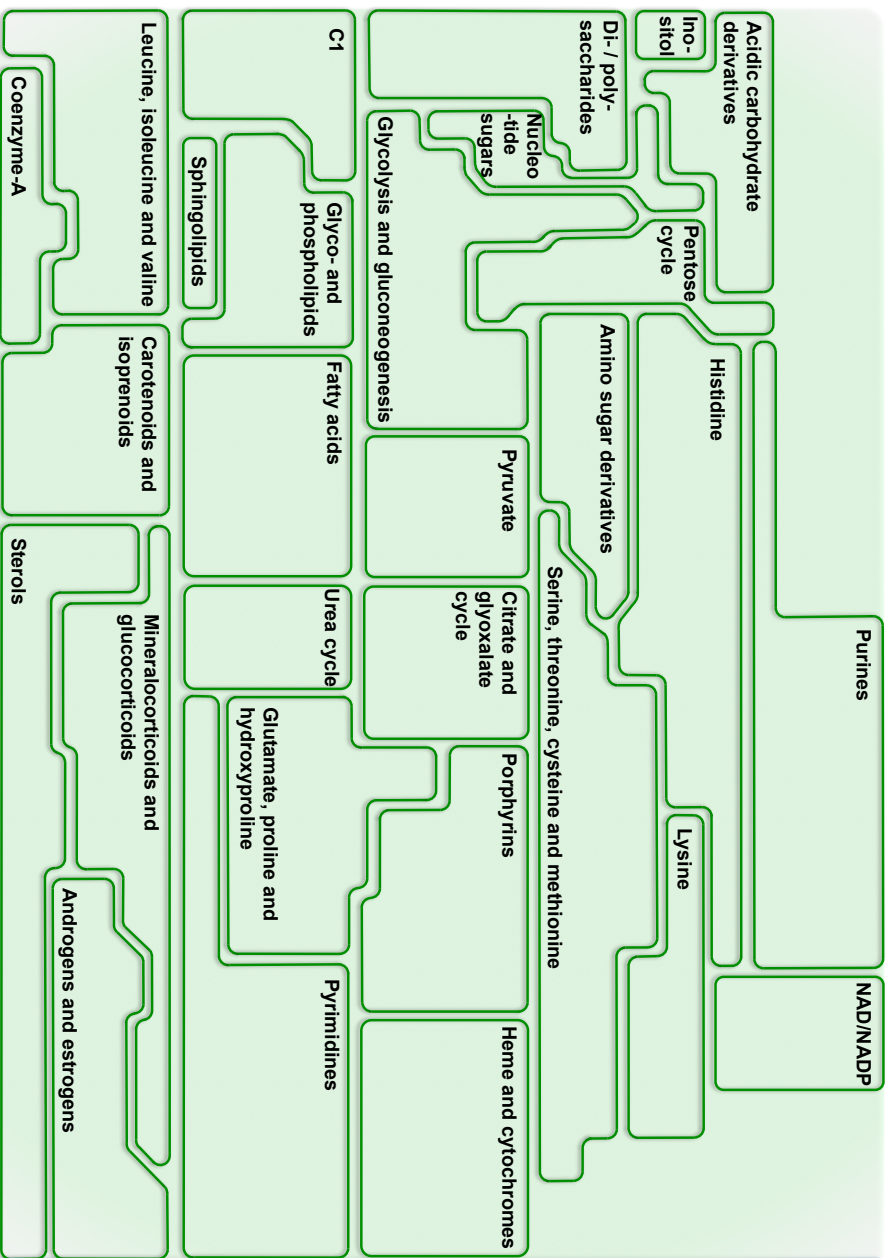 Purines
NAD/NADP
Acidic carbohydrate
derivatives
Histidine
Ino-
sitol
Pentose
cycle
Lysine
Di- / poly-
saccharides
Amino sugar derivatives
Serine, threonine, cysteine and methionine
Nucleo
-tide
sugars
Glycolysis and gluconeogenesis
Pyruvate
Citrate and
glyoxalate
cycle
Porphyrins
Heme and cytochromes
C1
Glyco- and
phospholipids
Fatty acids
Urea cycle
Glutamate, proline and
hydroxyproline
Pyrimidines
Sphingolipids
Leucine, isoleucine and valine
Carotenoids and
isoprenoids
Mineralocorticoids and
glucocorticoids
Androgens and estrogens
Coenzyme-A
Sterols